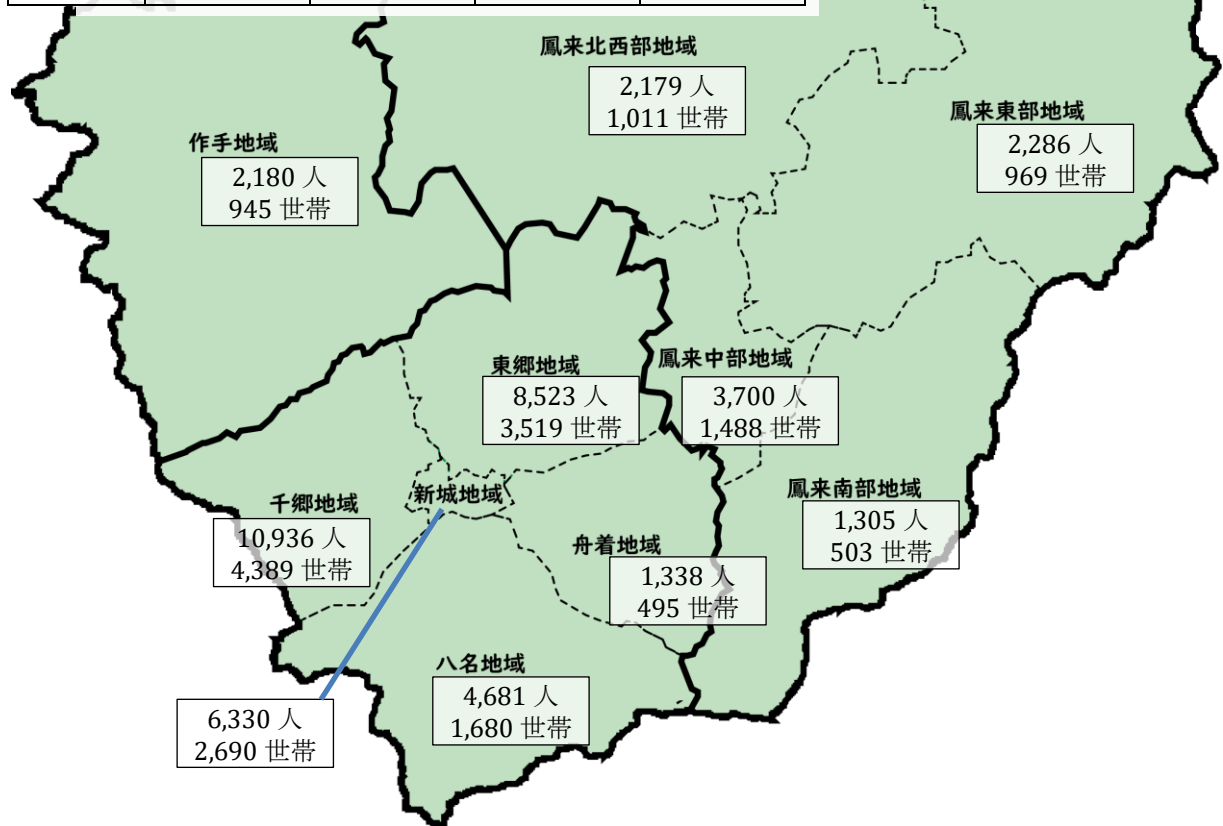 鳳来北西部地域
2,179 人
1,011 世帯
鳳来東部地域
2,286 人
969 世帯
作手地域
2,180 人
945 世帯
東郷地域
8,523 人
3,519 世帯
鳳来中部地域
3,700 人
1,488 世帯
千郷地域
10,936 人
4,389 世帯
新城地域
6,330 人
2,690 世帯
鳳来南部地域
1,305 人
503 世帯
舟着地域
1,338 人
495 世帯
八名地域
4,681 人
1,680 世帯